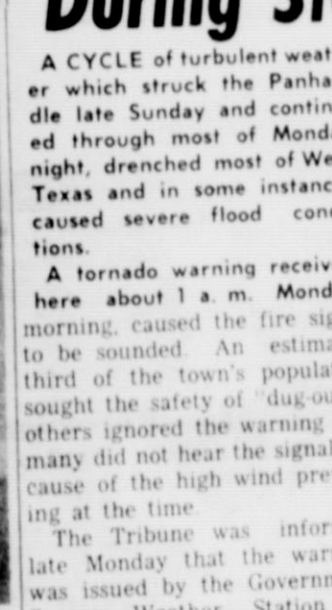 During St
A CYCLE of turbulent weat
er which struck the Panha
dle late Sunday and contin
ed through most of Mond
night, drenched most of We
Texas and in some instanc
caused severe flood con
tions.
A tornado warning receiv
here about 1 a. m. Mond
morning, caused the fire sig
to be sounded. An estima
third of the town's popula
sought the safety of "dug-ou
others ignored the warning
many did not hear the signal
cause of the high wind pre
ing at the time.
The Tribune was infor
late Monday that the war
was issued by the Governm
Weather Station